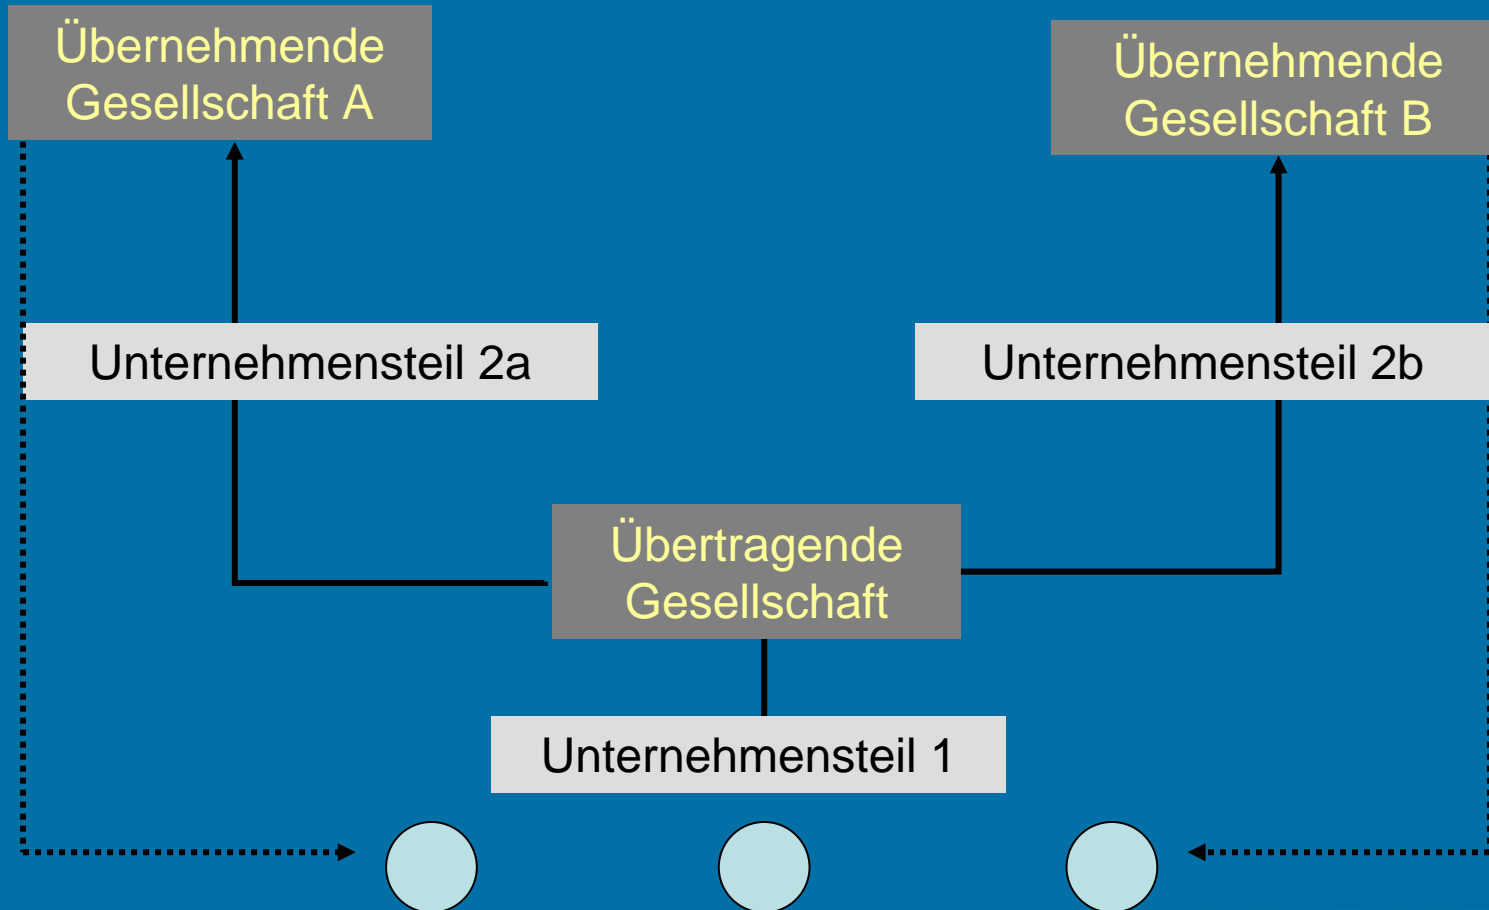 Übernehmende
Gesellschaft A
Übernehmende
Gesellschaft B
Unternehmensteil 2a
Unternehmensteil 2b
Übertragende
Gesellschaft
Unternehmensteil 1